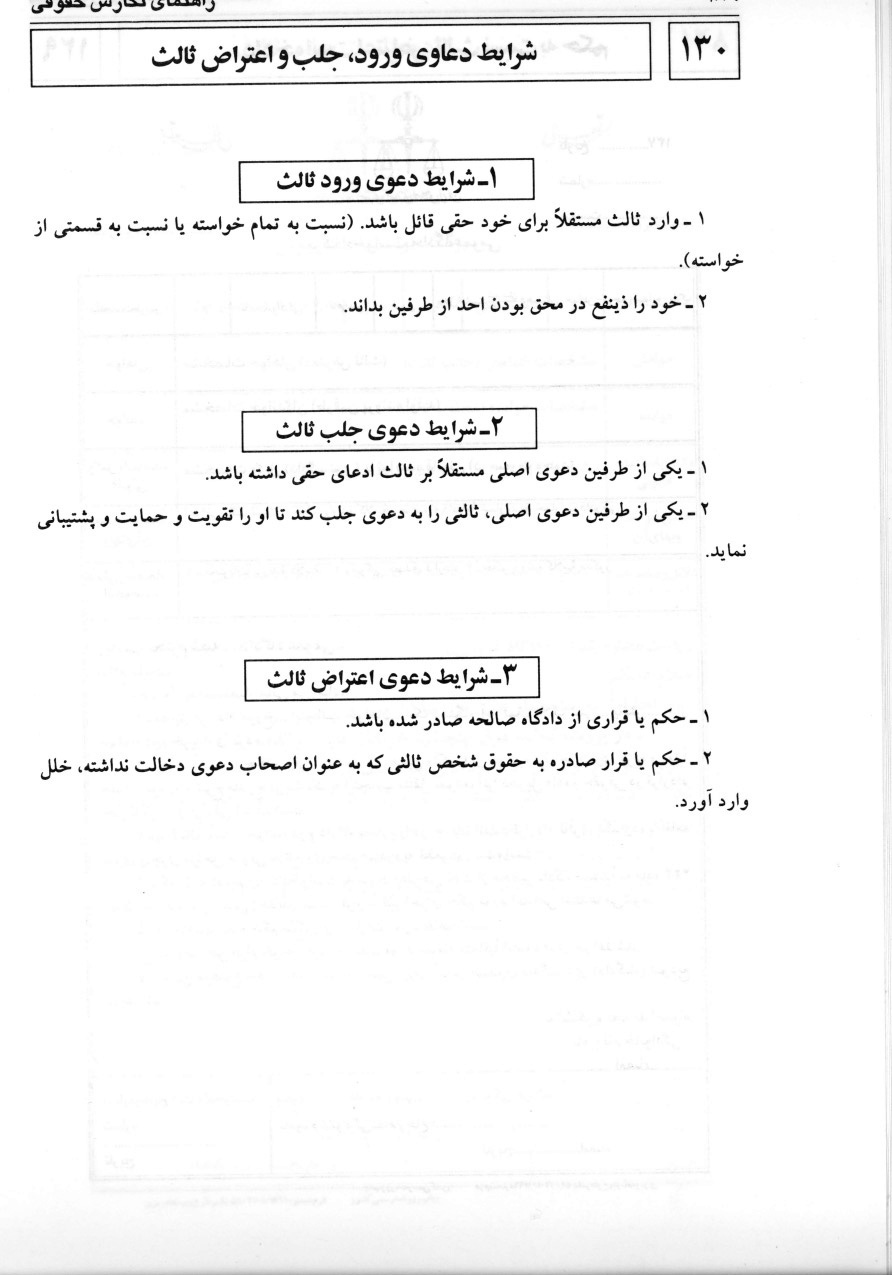 راهنمای نگارش حقوقی
۱۳۰
شرایط دعاوی ورود، جلب و اعتراض ثالث
۱ـ شرایط دعوی ورود ثالث
۱ ـ وارد ثالث مستقلاً برای خود حقی قائل باشد. (نسبت به تمام خواسته یا نسبت به قسمتی از
خواسته).
۲ ـ خود را ذینفع در محق بودن احد از طرفین بداند.
۲ـ شرایط دعوی جلب ثالث
۱ ـ یکی از طرفین دعوی اصلی مستقلاً بر ثالث ادعای حقی داشته باشد.
۲ ـ یکی از طرفین دعوی اصلی، ثالثی را به دعوی جلب کند تا او را تقویت و حمایت و پشتیبانی
نماید.
۳ـ شرایط دعوی اعتراض ثالث
۱ ـ حکم یا قراری از دادگاه صالحه صادر شده باشد.
۲ ـ حکم یا قرار صادره به حقوق شخص ثالثی که به عنوان اصحاب دعوی دخالت نداشته، خلل
وارد آورد.